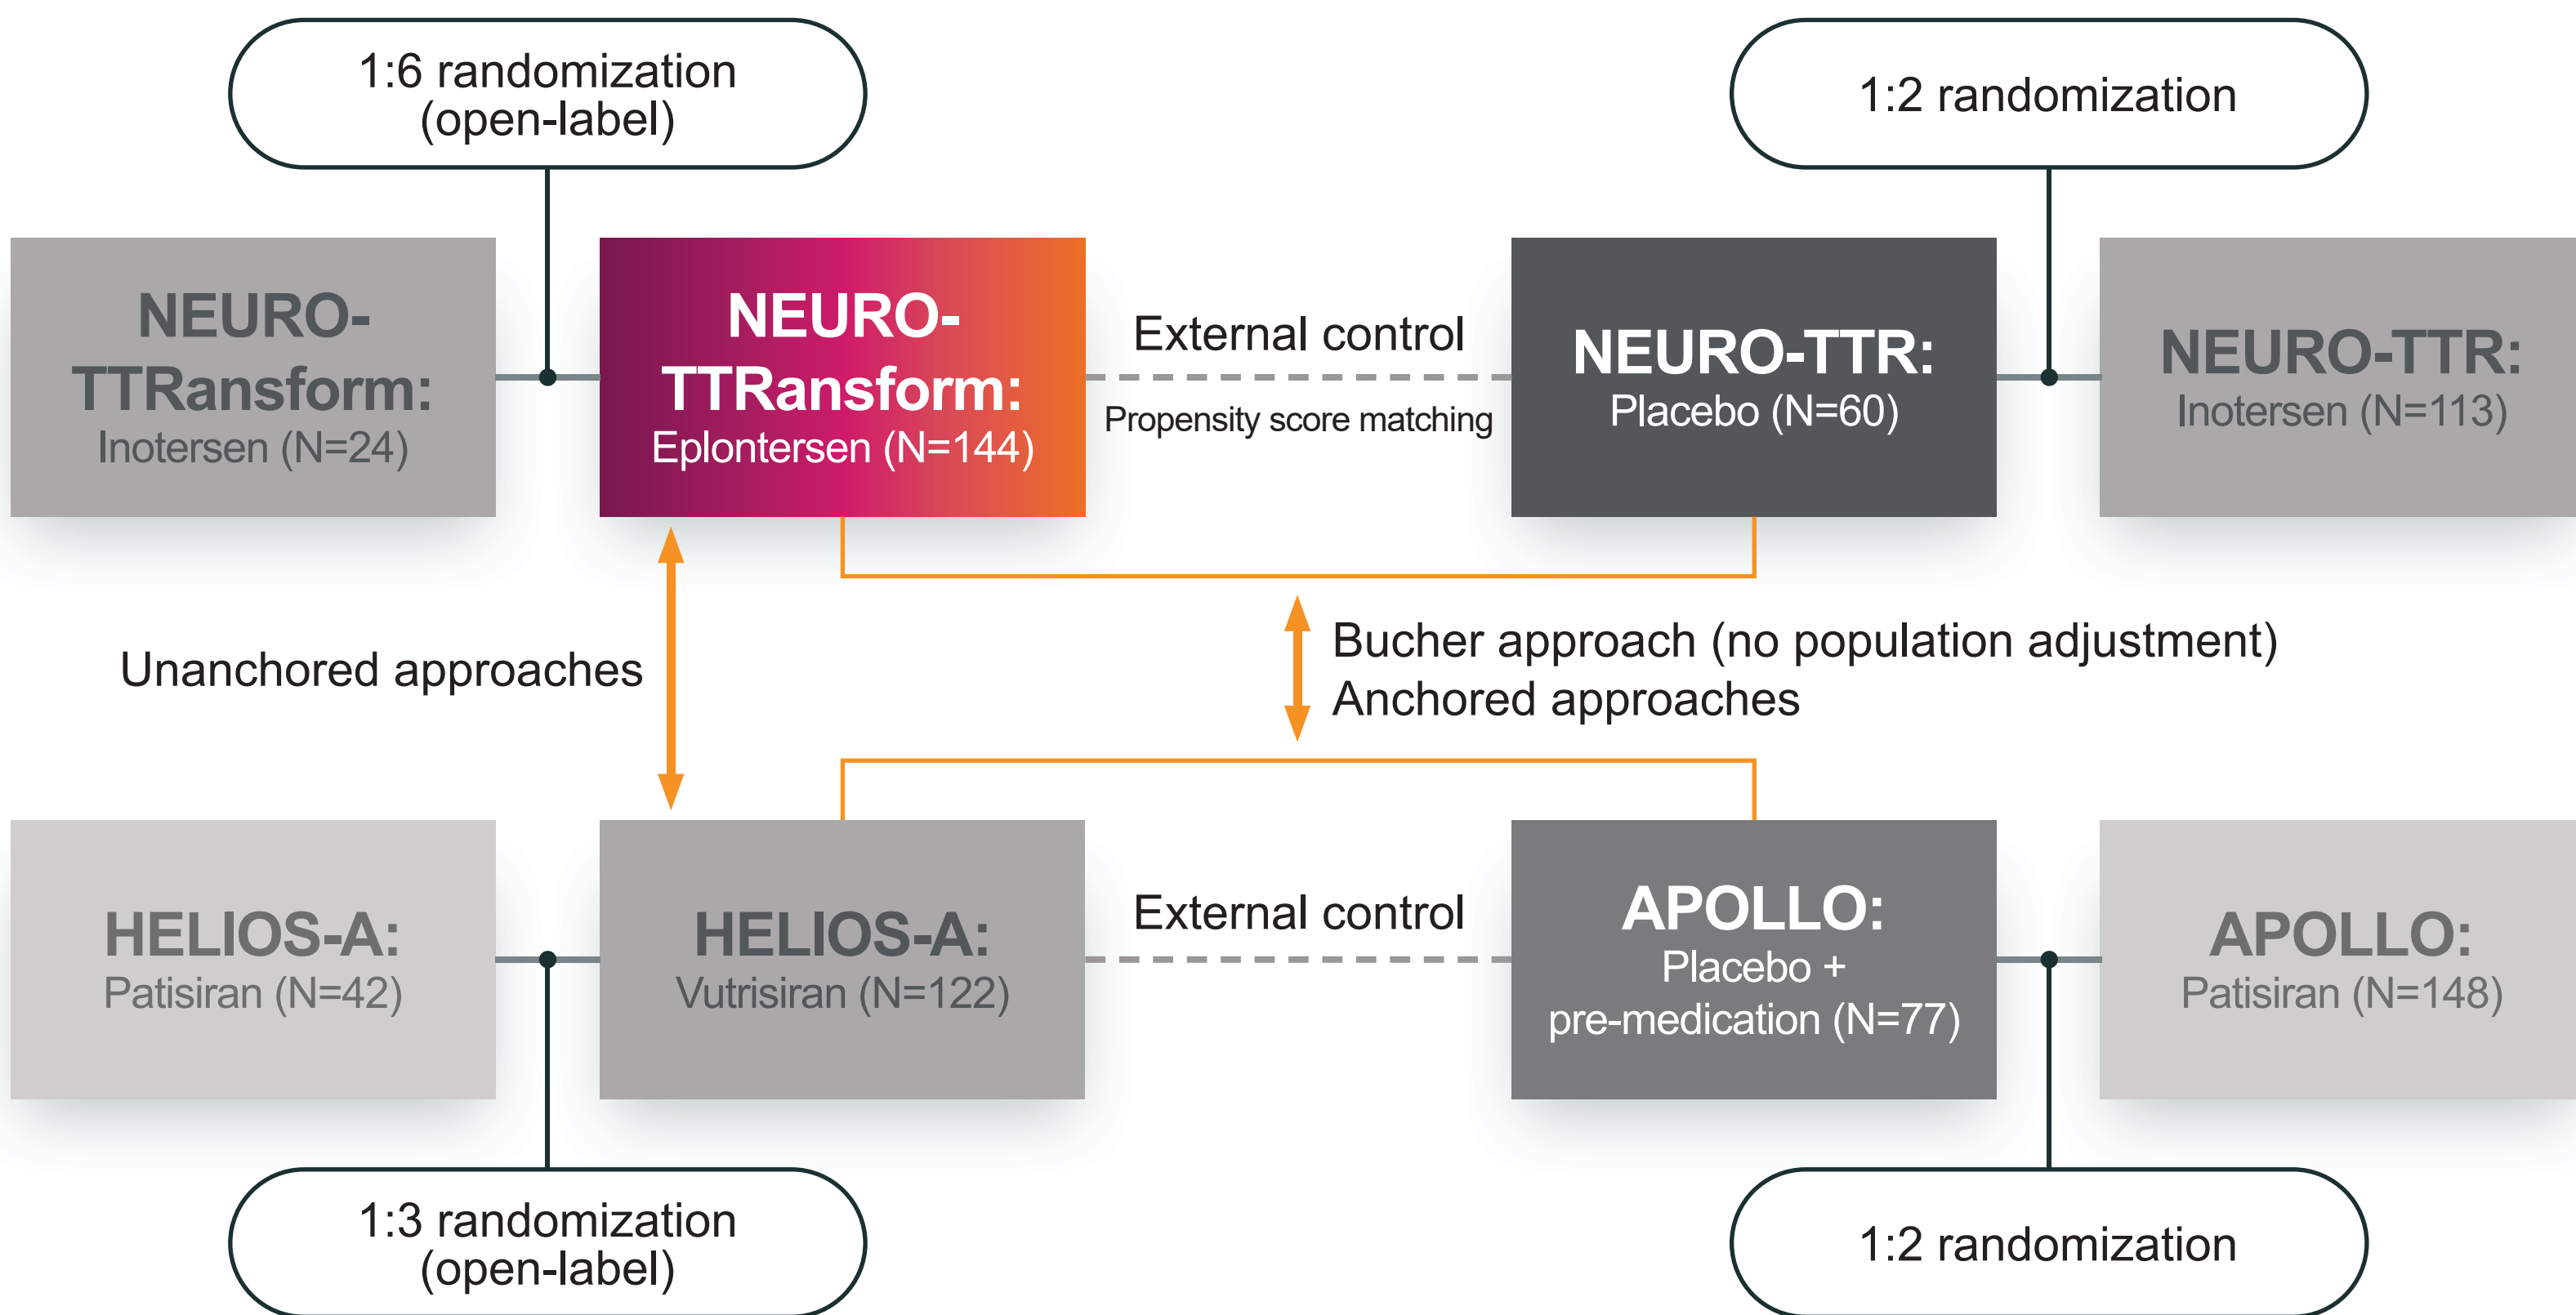 1:6 randomization
(open-label)
1:2 randomization
NEURO-
TTRansform:
Inotersen (N=24)
NEURO-
TTRansform:
Eplontersen (N=144)
External control
Propensity score matching
NEURO-TTR:
Placebo (N=60)
NEURO-TTR:
Inotersen (N=113)
Unanchored approaches
Bucher approach (no population adjustment)
Anchored approaches
HELIOS-A:
Patisiran (N=42)
HELIOS-A:
Vutrisiran (N=122)
External control
APOLLO:
Placebo +
pre-medication (N=77)
APOLLO:
Patisiran (N=148)
1:3 randomization
(open-label)
1:2 randomization